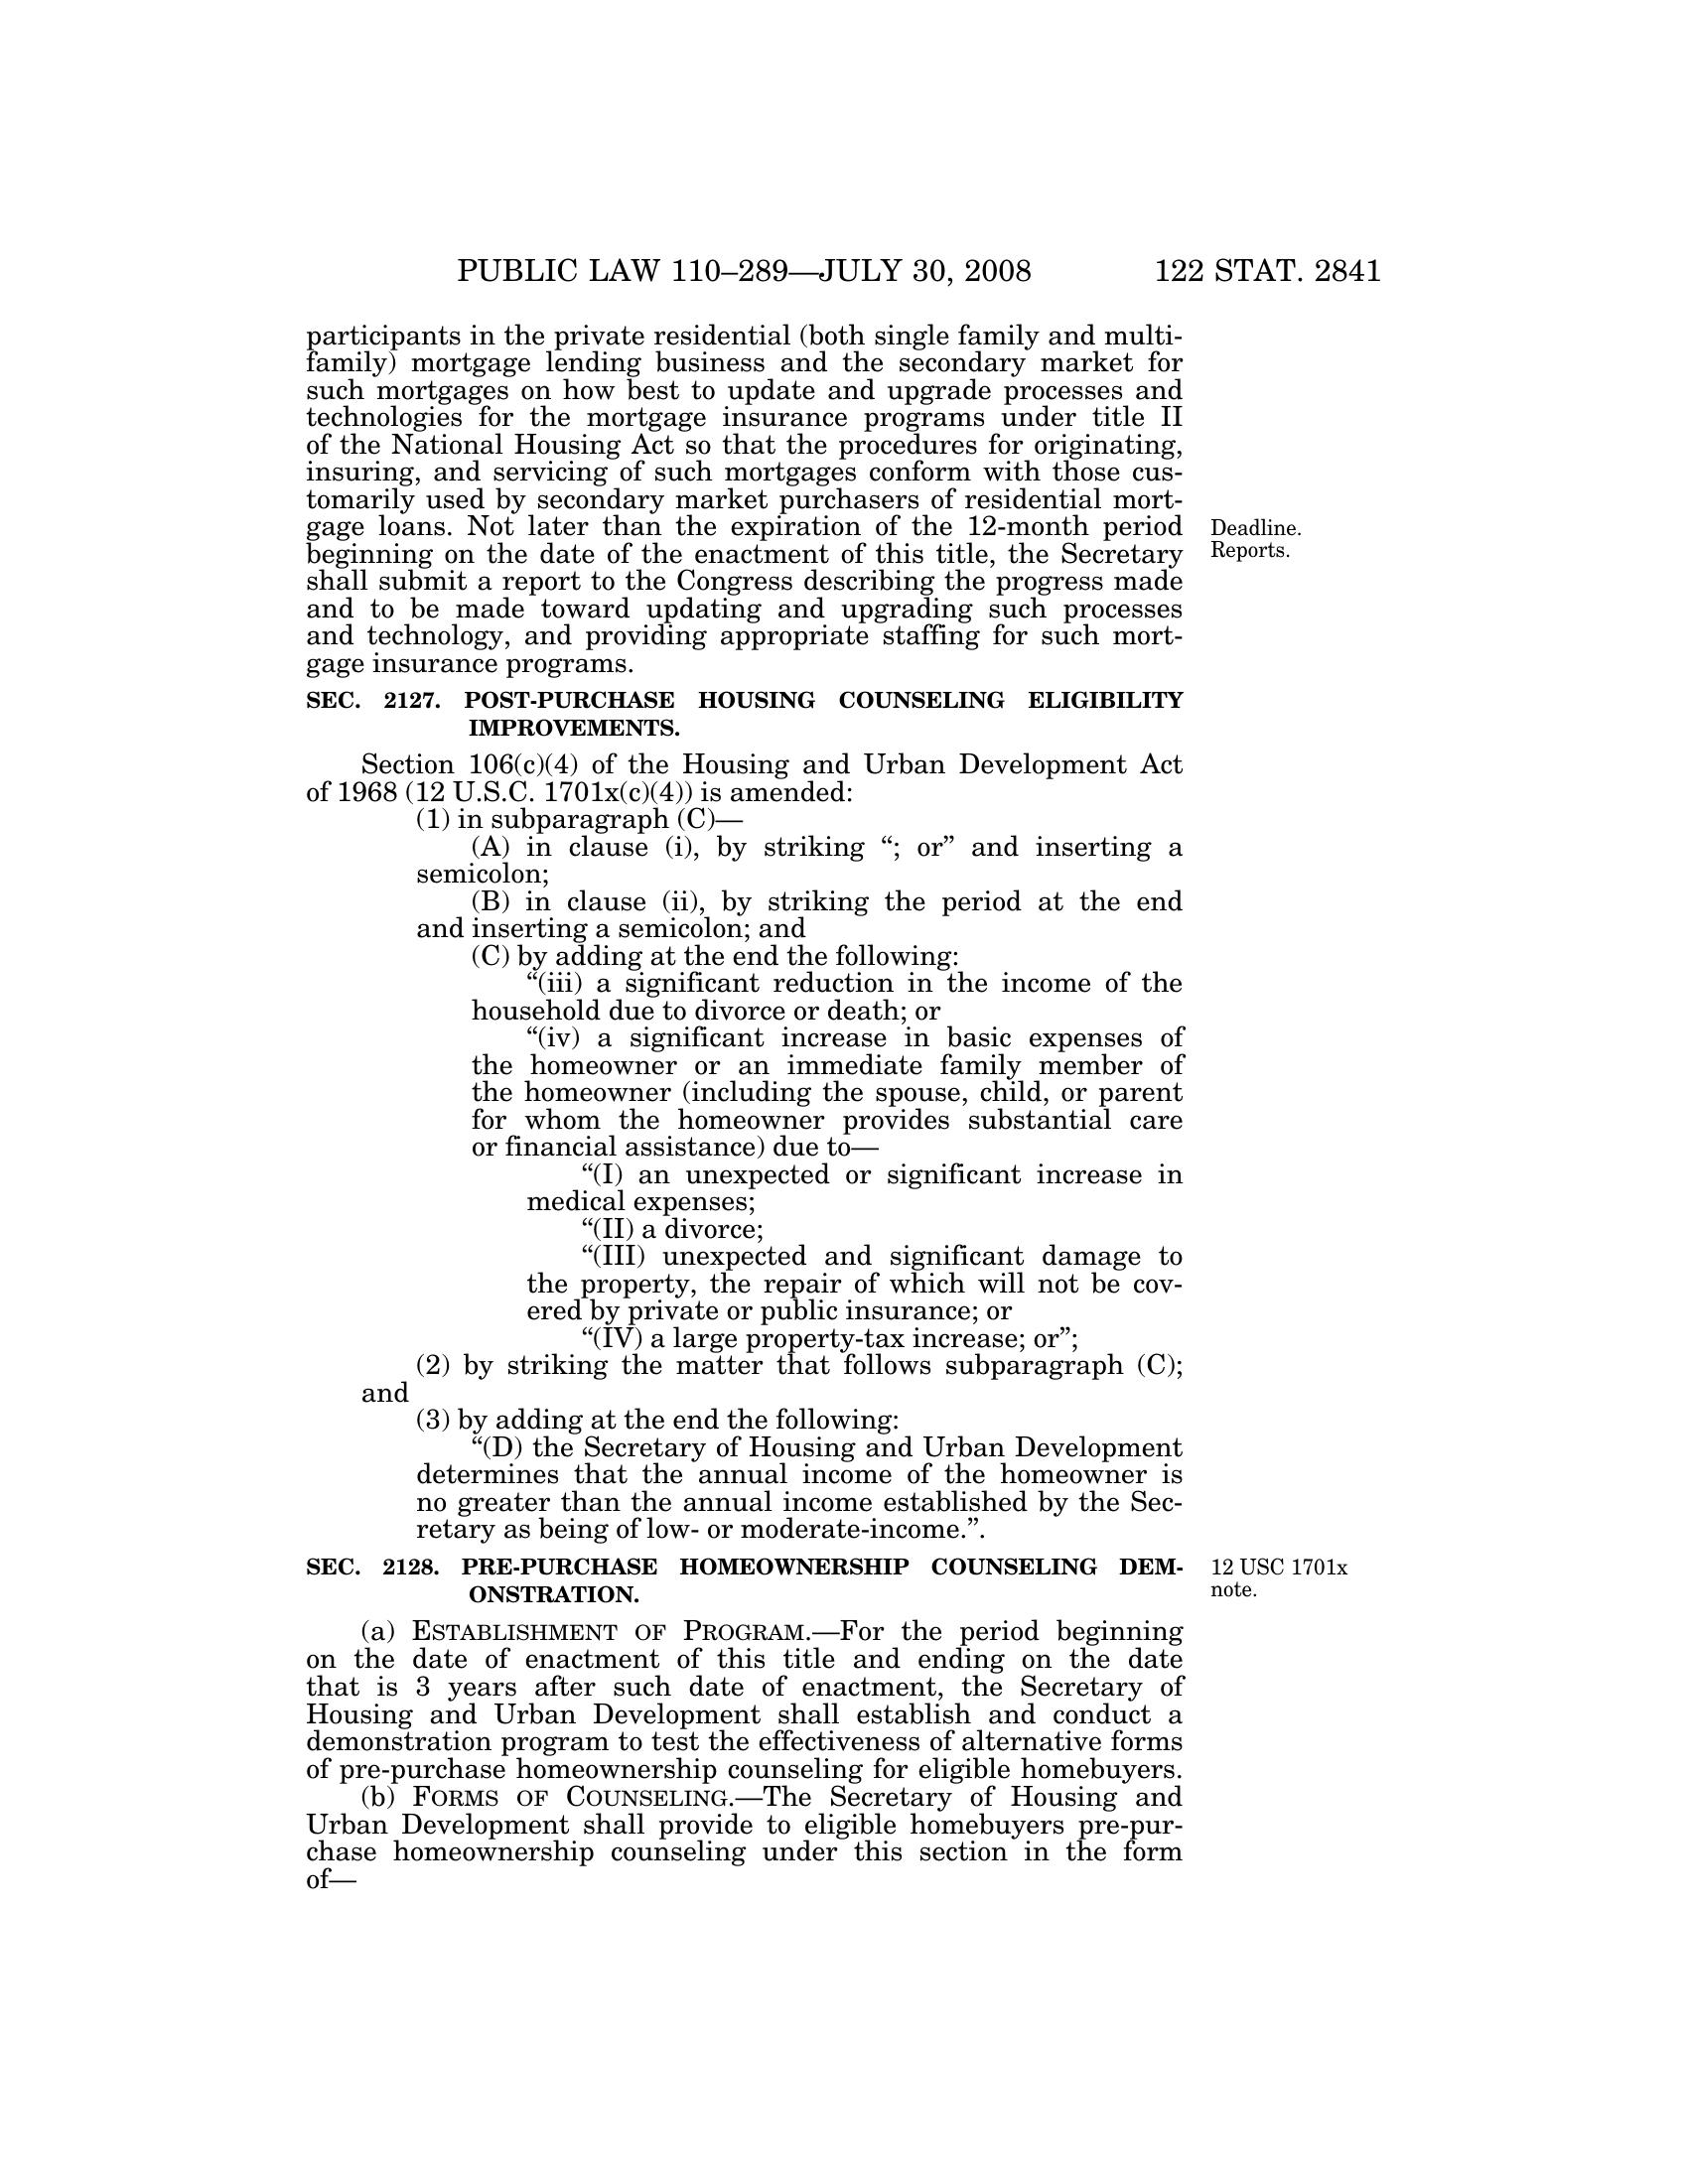 PUBLIC LAW 110–289—JULY 30, 2008 122 STAT. 2841
participants in the private residential (both single family and multi-
family) mortgage lending business and the secondary market for
such mortgages on how best to update and upgrade processes and
technologies for the mortgage insurance programs under title II
of the National Housing Act so that the procedures for originating,
insuring, and servicing of such mortgages conform with those cus-
tomarily used by secondary market purchasers of residential mort-
gage loans. Not later than the expiration of the 12-month period
beginning on the date of the enactment of this title, the Secretary
shall submit a report to the Congress describing the progress made
and to be made toward updating and upgrading such processes
and technology, and providing appropriate staffing for such mort-
gage insurance programs.
Deadline.
Reports.
SEC. 2127. POST-PURCHASE HOUSING COUNSELING ELIGIBILITY
IMPROVEMENTS.
Section 106(c)(4) of the Housing and Urban Development Act
of 1968 (12 U.S.C. 1701x(c)(4)) is amended:
(1) in subparagraph (C)—
(A) in clause (i), by striking “; or” and inserting a
semicolon;
(B) in clause (ii), by striking the period at the end
and inserting a semicolon; and
(C) by adding at the end the following:
“(iii) a significant reduction in the income of the
household due to divorce or death; or
“(iv) a significant increase in basic expenses of
the homeowner or an immediate family member of
the homeowner (including the spouse, child, or parent
for whom the homeowner provides substantial care
or financial assistance) due to—
“(I) an unexpected or significant increase in
medical expenses;
“(II) a divorce;
“(III) unexpected and significant damage to
the property, the repair of which will not be cov-
ered by private or public insurance; or
“(IV) a large property-tax increase; or”;
(2) by striking the matter that follows subparagraph (C);
and
(3) by adding at the end the following:
“(D) the Secretary of Housing and Urban Development
determines that the annual income of the homeowner is
no greater than the annual income established by the Sec-
retary as being of low- or moderate-income.”.
SEC. 2128. PRE-PURCHASE HOMEOWNERSHIP COUNSELING DEM-
ONSTRATION.
12 USC 1701x
note.
(a) ESTABLISHMENT OF PROGRAM.—For the period beginning
on the date of enactment of this title and ending on the date
that is 3 years after such date of enactment, the Secretary of
Housing and Urban Development shall establish and conduct a
demonstration program to test the effectiveness of alternative forms
of pre-purchase homeownership counseling for eligible homebuyers.
(b) FORMS OF COUNSELING.—The Secretary of Housing and
Urban Development shall provide to eligible homebuyers pre-pur-
chase homeownership counseling under this section in the form
of—